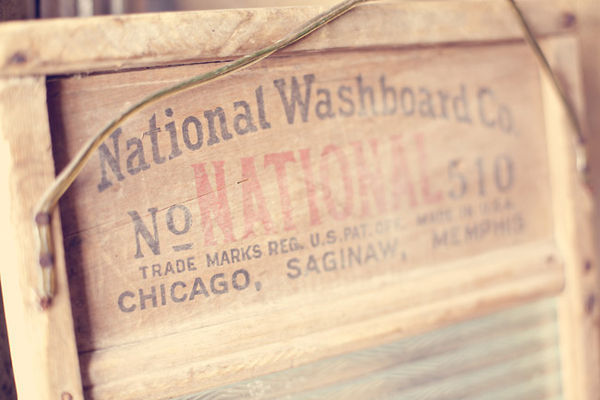 National Washboard Co.
No NATIONAL 510
TRADE MARKS REG. U.S. PAT. OFF. MADE IN U.S.A.
CHICAGO, SAGINAW, MEMPHIS